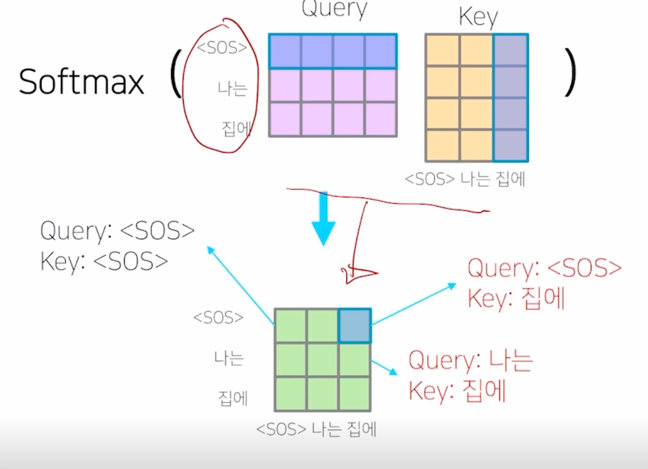 Query
Key
<SOS>
나는
집에
Softmax ( )
<SOS> 나는 집에
Query: <SOS>
Key: <SOS>
Query: <SOS>
Key: 집에
<SOS>
나는
집에
Query: 나는
Key: 집에
<SOS> 나는 집에